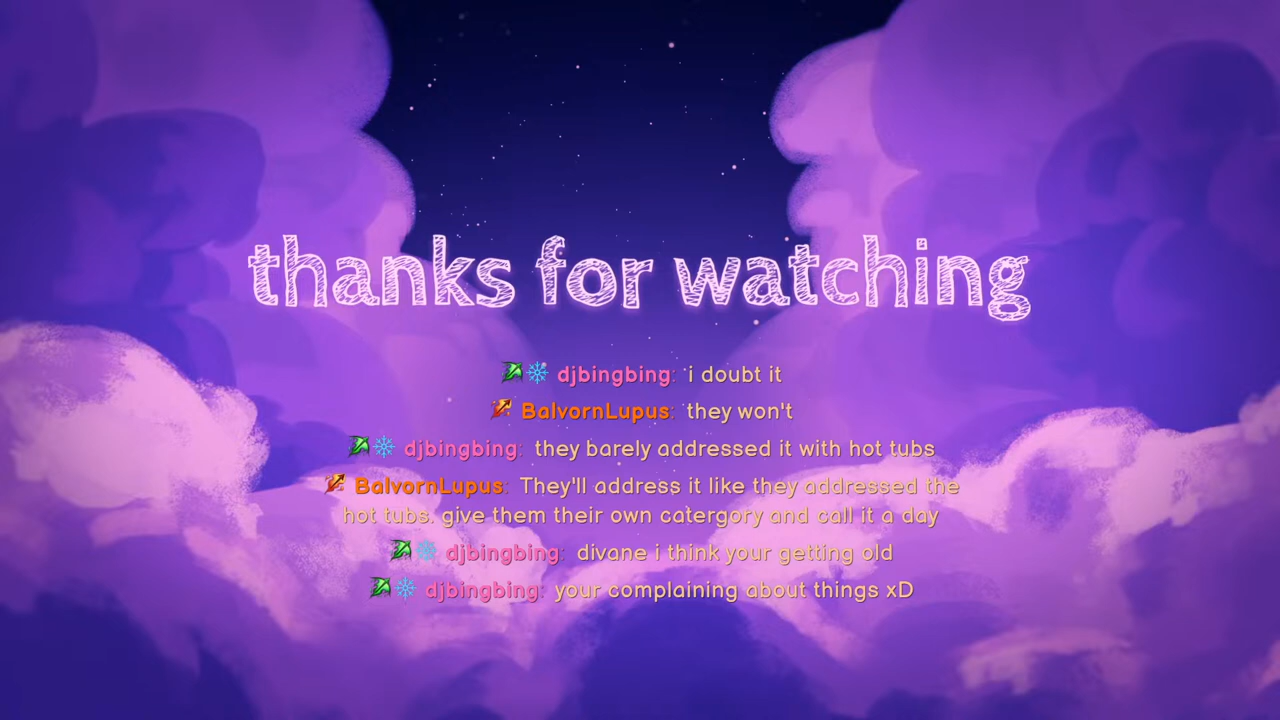 thanks for watching
djbingbing: i doubt it
BalvornLupus: they won't
djbingbing: they barely addressed it with hot tubs
BalvornLupus: They'll address it like they addressed the
hot tubs. give them their own catergory and call it a day
djbingbing: divane i think your getting old
djbingbing: your complaining about things xD